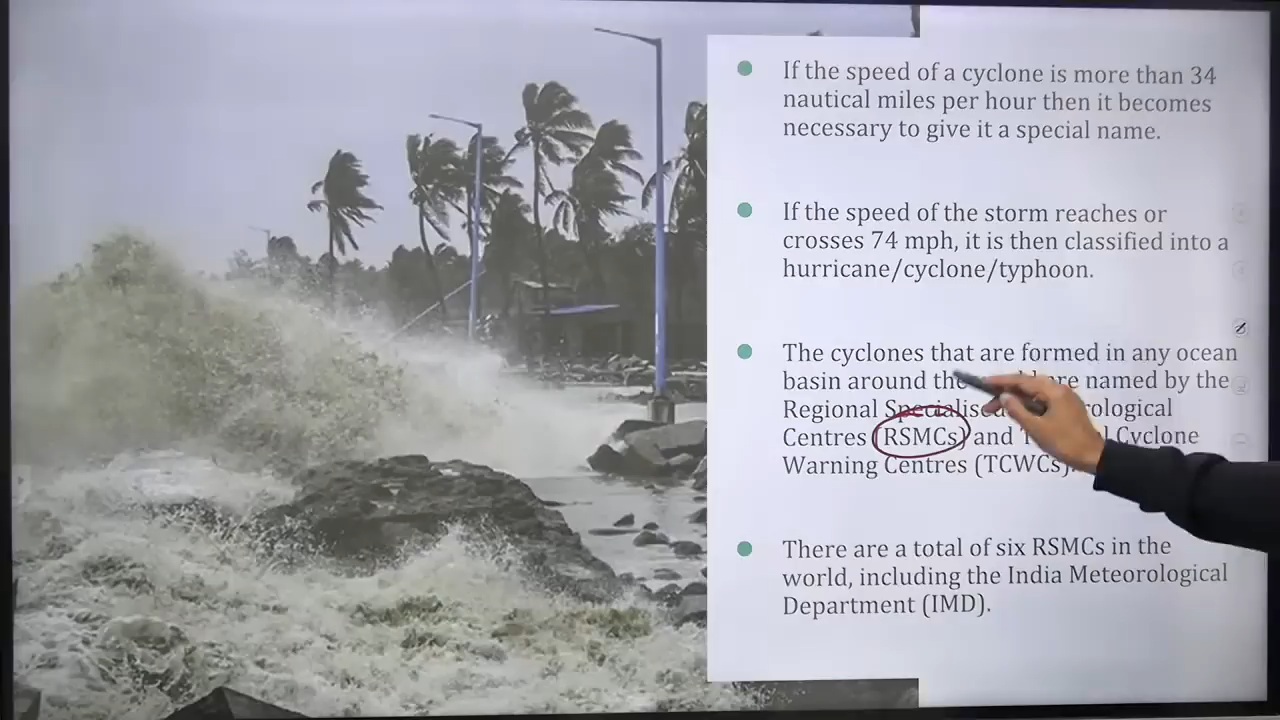 If the speed of a cyclone is more than 34
nautical miles per hour then it becomes
necessary to give it a special name.
If the speed of the storm reaches or
crosses 74 mph, it is then classified into a
hurricane/cyclone/typhoon.
The cyclones that are formed in any ocean
basin around the are named by the
Regional Specialised
Centres (RSMCs) and Cyclone
Warning Centres (TCWCs).
There are a total of six RSMCs in the
world, including the India Meteorological
Department (IMD).